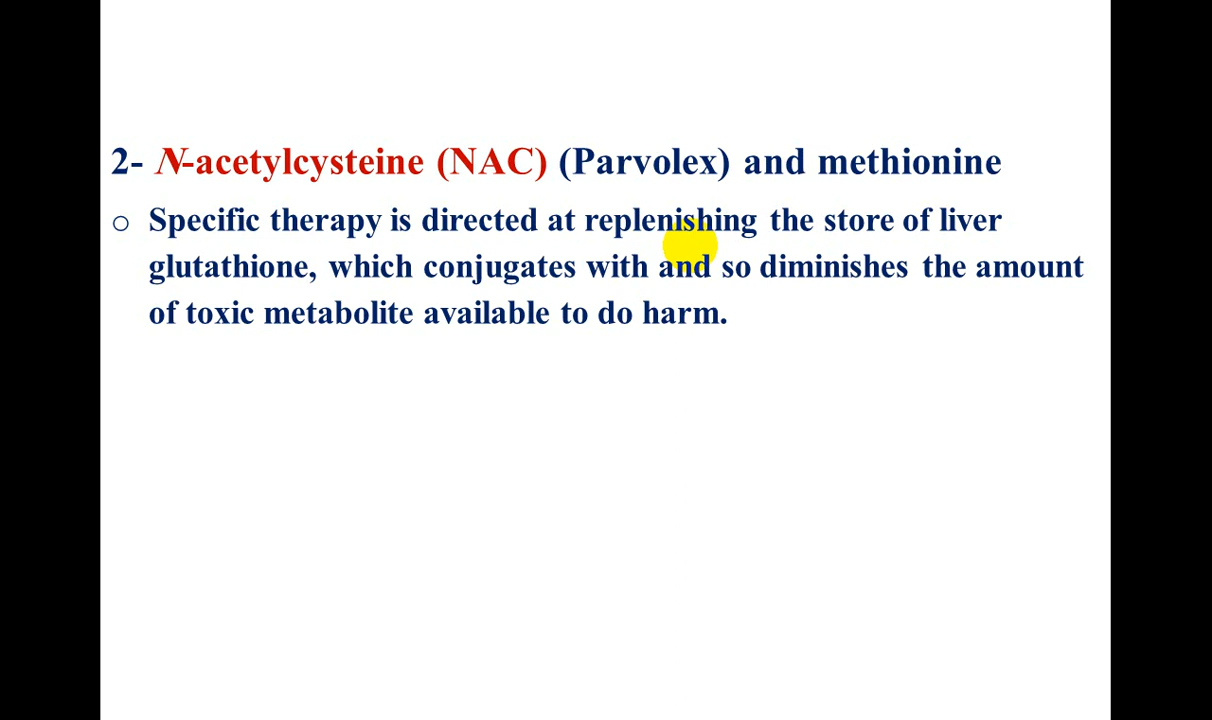 2- N-acetylcysteine (NAC) (Parvolex) and methionine
o Specific therapy is directed at replenishing the store of liver
glutathione, which conjugates with and so diminishes the amount
of toxic metabolite available to do harm.